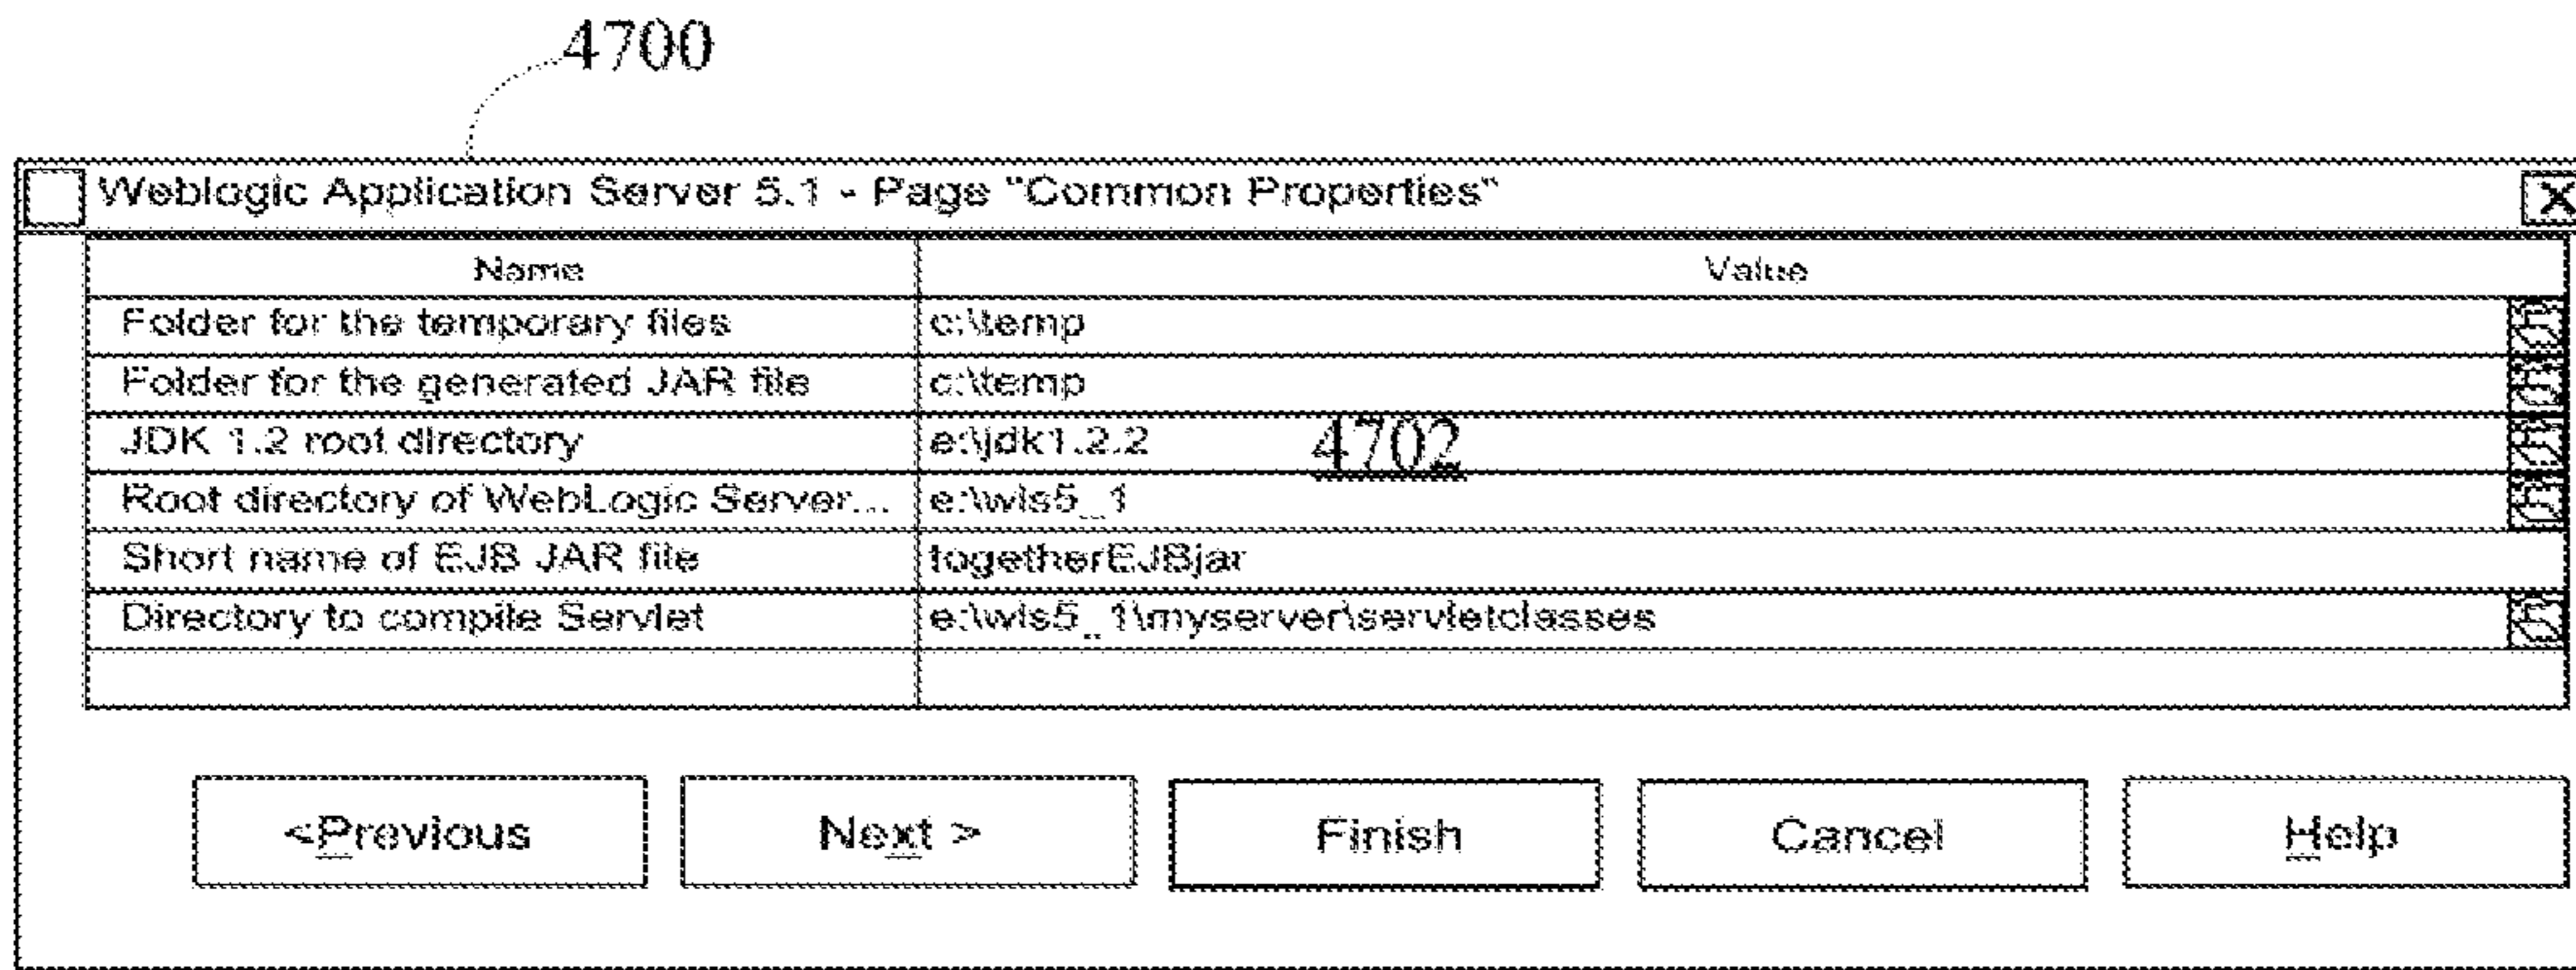 4700
Weblogic Application Server 5.1 - Page "Common Properties" X
Name Value
Folder for the temporary files c:\temp
Folder for the generated JAR file c:\temp
JDK 1.2 root directory e:\jdk1.2.2 4702
Root directory of WebLogic Server... e:\wls5_1
Short name of EJB JAR file togetherEJBjar
Directory to compile Servlet e:\wls5_1\myserver\servletclasses
<Previous Next > Finish Cancel Help